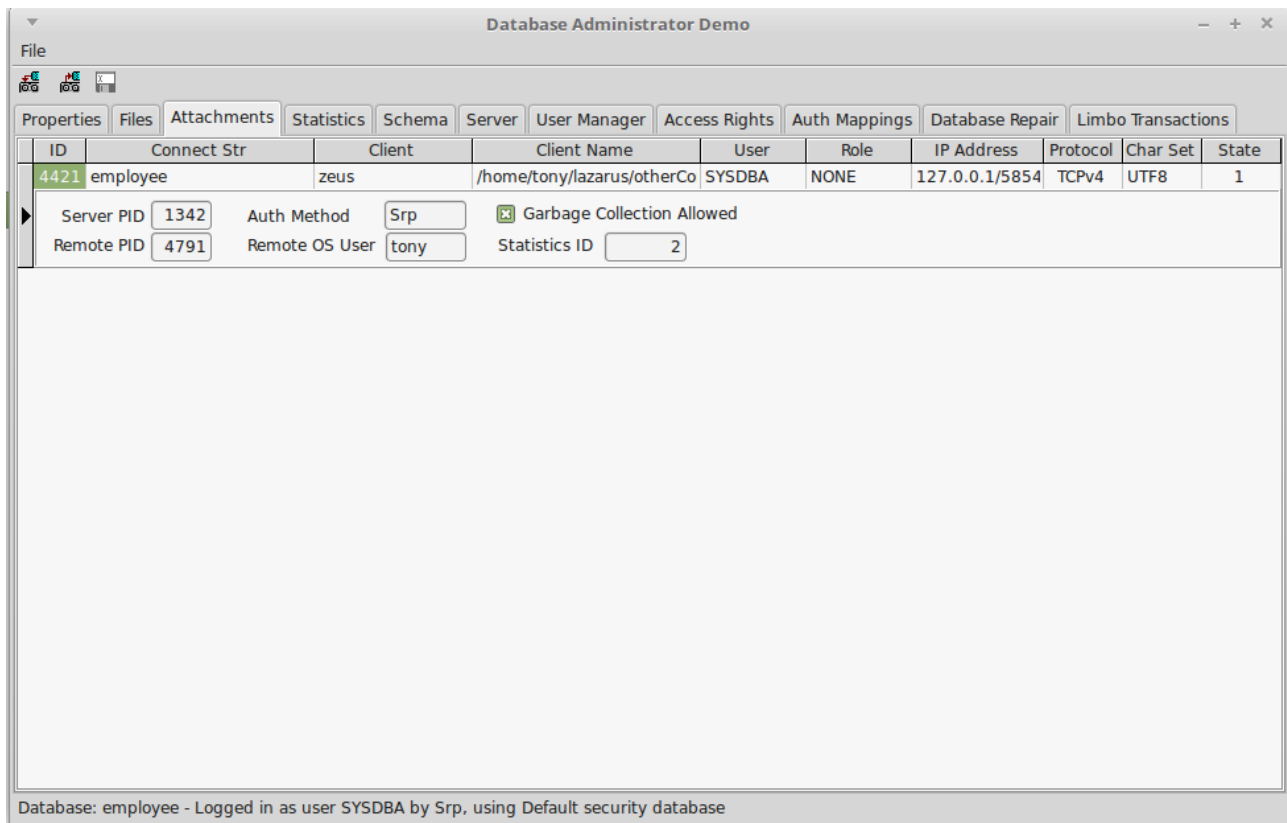 Database Administrator Demo
File
Properties Files Attachments Statistics Schema Server User Manager Access Rights Auth Mappings Database Repair Limbo Transactions
ID Connect Str Client Client Name User Role IP Address Protocol Char Set State
4421 employee zeus /home/tony/lazarus/otherCo SYSDBA NONE 127.0.0.1/5854 TCPv4 UTF8 1
Server PID 1342 Auth Method Srp Garbage Collection Allowed
Remote PID 4791 Remote OS User tony Statistics ID 2
Database: employee - Logged in as user SYSDBA by Srp, using Default security database